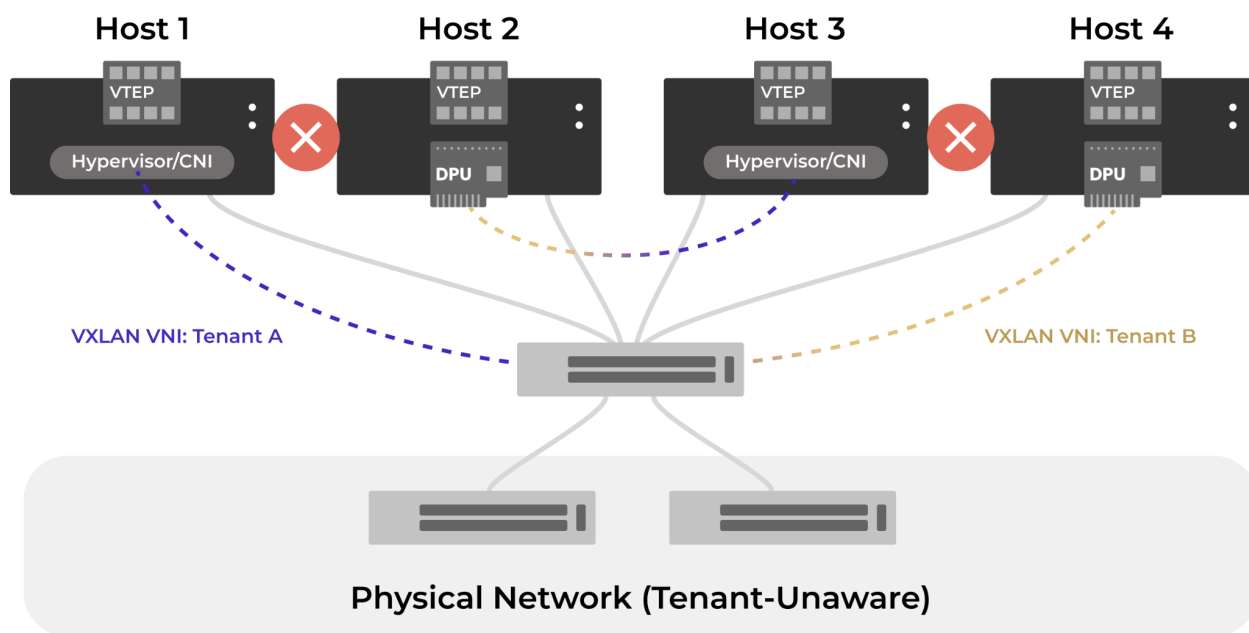 Host 1
Host 2
Host 3
Host 4
VTEP
VTEP
VTEP
VTEP
Hypervisor/CNI
DPU
Hypervisor/CNI
DPU
VXLAN VNI: Tenant A
VXLAN VNI: Tenant B
Physical Network (Tenant-Unaware)